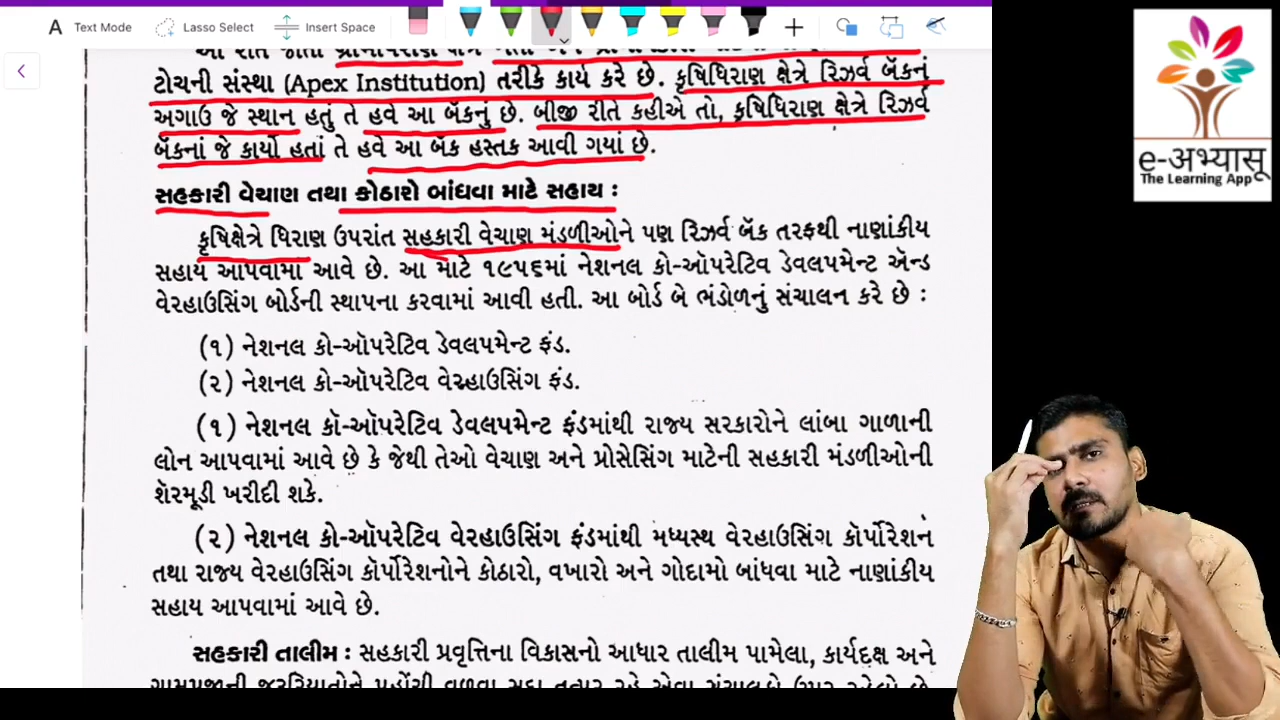 Text Mode Lasso Select Insert Space
ટોચની સંસ્થા (Apex Institution) તરીકે કાર્ય કરે છે. કૃષિધિરાણ ક્ષેત્રે રિઝર્વ બૅંકનું
અગાઉ જે સ્થાન હતું તે હવે આ બૅંકનું છે. બીજી રીતે કહીએ તો, કૃષિધિરાણ ક્ષેત્રે રિઝર્વ
બૅંકનાં જે કાર્યો હતાં તે હવે આ બૅંક હસ્તક આવી ગયાં છે.
સહકારી વેચાણ તથા કોઠારો બાંધવા માટે સહાય :
કૃષિક્ષેત્રે ધિરાણ ઉપરાંત સહકારી વેચાણ મંડળીઓને પણ રિઝર્વ બૅંક તરફથી નાણાંકીય
સહાય આપવામાં આવે છે. આ માટે ૧૯૫૬માં નેશનલ કો-ઑપરેટિવ ડેવલપમેન્ટ ઍન્ડ
વેરહાઉસિંગ બોર્ડની સ્થાપના કરવામાં આવી હતી. આ બોર્ડ બે ભંડોળનું સંચાલન કરે છે :
(૧) નેશનલ કો-ઑપરેટિવ ડેવલપમેન્ટ ફંડ.
(૨) નેશનલ કો-ઑપરેટિવ વેરહાઉસિંગ ફંડ.
(૧) નેશનલ કૉ-ઑપરેટિવ ડેવલપમેન્ટ ફંડમાંથી રાજ્ય સરકારોને લાંબા ગાળાની
લોન આપવામાં આવે છે કે જેથી તેઓ વેચાણ અને પ્રોસેસિંગ માટેની સહકારી મંડળીઓની
શૅરમૂડી ખરીદી શકે.
(૨) નેશનલ કો-ઑપરેટિવ વેરહાઉસિંગ ફંડમાંથી મધ્યસ્થ વેરહાઉસિંગ કૉર્પોરેશન
તથા રાજ્ય વેરહાઉસિંગ કૉર્પોરેશનોને કોઠારો, વખારો અને ગોદામો બાંધવા માટે નાણાંકીય
સહાય આપવામાં આવે છે.
સહકારી તાલીમ : સહકારી પ્રવૃત્તિના વિકાસનો આધાર તાલીમ પામેલા, કાર્યદક્ષ અને
e-अभ्यासू
The Learning App